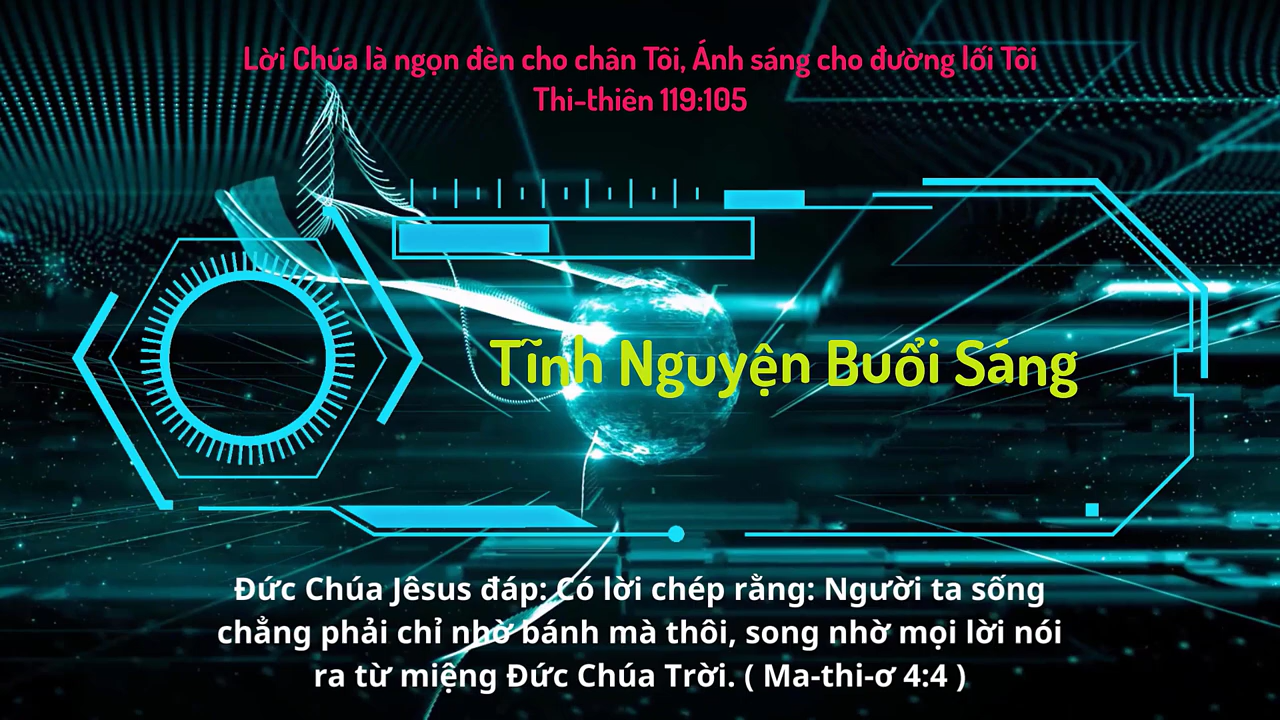 Lời Chúa là ngọn đèn cho chân Tôi, Ánh sáng cho đường lối Tôi
Thi-thiên 119:105
Tĩnh Nguyện Buổi Sáng
Đức Chúa Jêsus đáp: Có lời chép rằng: Người ta sống
chẳng phải chỉ nhờ bánh mà thôi, song nhờ mọi lời nói
ra từ miệng Đức Chúa Trời. ( Ma-thi-ơ 4:4 )